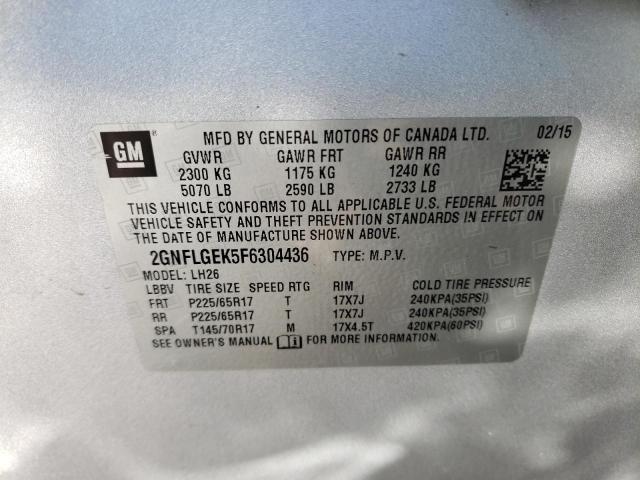 GM ®
MFD BY GENERAL MOTORS OF CANADA LTD. 02/15
GVWR GAWR FRT GAWR RR
2300 KG 1175 KG 1240 KG
5070 LB 2590 LB 2733 LB
THIS VEHICLE CONFORMS TO ALL APPLICABLE U.S. FEDERAL MOTOR
VEHICLE SAFETY AND THEFT PREVENTION STANDARDS IN EFFECT ON
THE DATE OF MANUFACTURE SHOWN ABOVE.
2GNFLGEK5F6304436 TYPE: M.P.V.
MODEL: LH26
LBBV TIRE SIZE SPEED RTG RIM COLD TIRE PRESSURE
FRT P225/65R17 T 17X7J 240KPA(35PSI)
RR P225/65R17 T 17X7J 240KPA(35PSI)
SPA T145/70R17 M 17X4.5T 420KPA(60PSI)
SEE OWNER'S MANUAL FOR MORE INFORMATION.